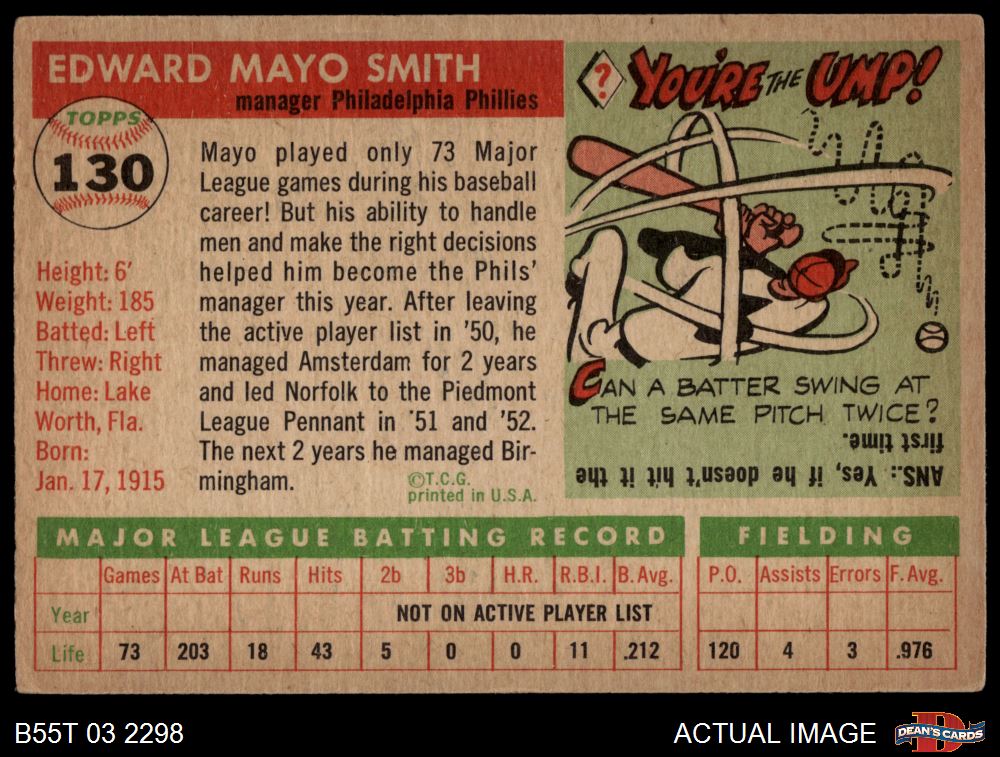 EDWARD MAYO SMITH
manager Philadelphia Phillies
TOPPS
130
Height: 6'
Weight: 185
Batted: Left
Threw: Right
Home: Lake
Worth, Fla.
Born:
Jan. 17, 1915
Mayo played only 73 Major
League games during his baseball
career! But his ability to handle
men and make the right decisions
helped him become the Phils'
manager this year. After leaving
the active player list in '50, he
managed Amsterdam for 2 years
and led Norfolk to the Piedmont
League Pennant in '51 and '52.
The next 2 years he managed Bir-
mingham.
©T.C.G.
printed in U.S.A.
? YOU'RE THE UMP!
CAN A BATTER SWING AT
THE SAME PITCH TWICE?
ANS.: Yes, if he doesn't hit it the
first time.
MAJOR LEAGUE BATTING RECORD
Games At Bat Runs Hits 2b 3b H.R. R.B.I. B. Avg.
Year NOT ON ACTIVE PLAYER LIST
Life 73 203 18 43 5 0 0 11 .212
FIELDING
P.O. Assists Errors F. Avg.
120 4 3 .976
B55T 03 2298
ACTUAL IMAGE
D
DEAN'S CARDS